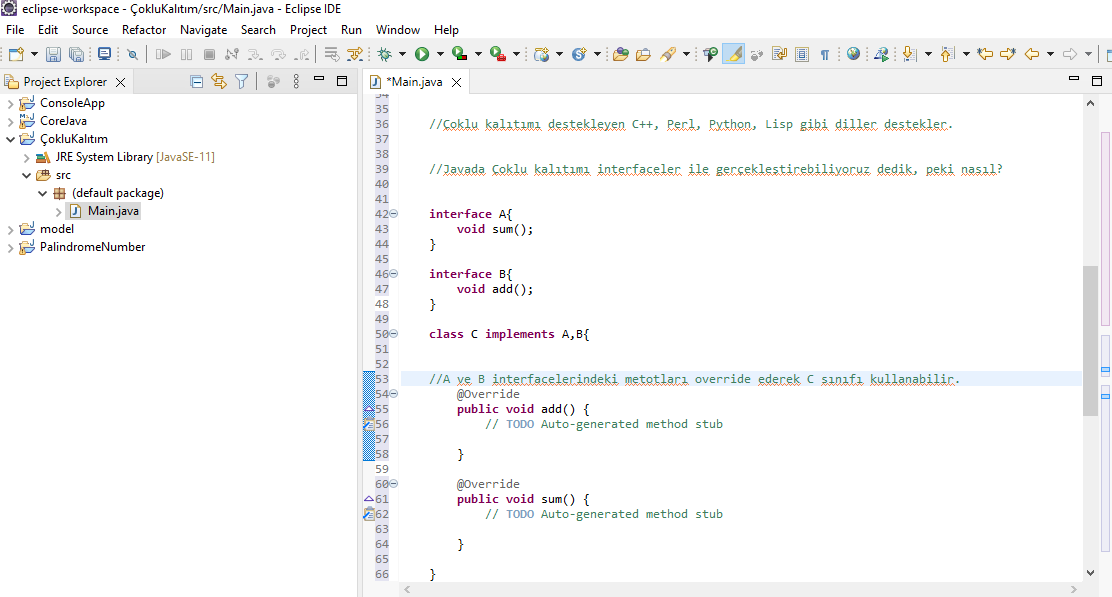 eclipse-workspace - ÇokluKalıtım/src/Main.java - Eclipse IDE
File Edit Source Refactor Navigate Search Project Run Window Help
Project Explorer
*Main.java
ConsoleApp
CoreJava
ÇokluKalıtım
JRE System Library [JavaSE-11]
src
(default package)
Main.java
model
PalindromeNumber
34
35
36 //Çoklu kalıtımı destekleyen C++, Perl, Python, Lisp gibi diller destekler.
37
38
39 //Javada Çoklu kalıtımı interfaceler ile gerçekleştirebiliyoruz dedik, peki nasıl?
40
41
42 interface A{
43 void sum();
44 }
45
46 interface B{
47 void add();
48 }
49
50 class C implements A,B{
51
52
53 //A ve B interfacelerindeki metotları override ederek C sınıfı kullanabilir.
54 @Override
55 public void add() {
56 // TODO Auto-generated method stub
57
58 }
59
60 @Override
61 public void sum() {
62 // TODO Auto-generated method stub
63
64 }
65
66 }